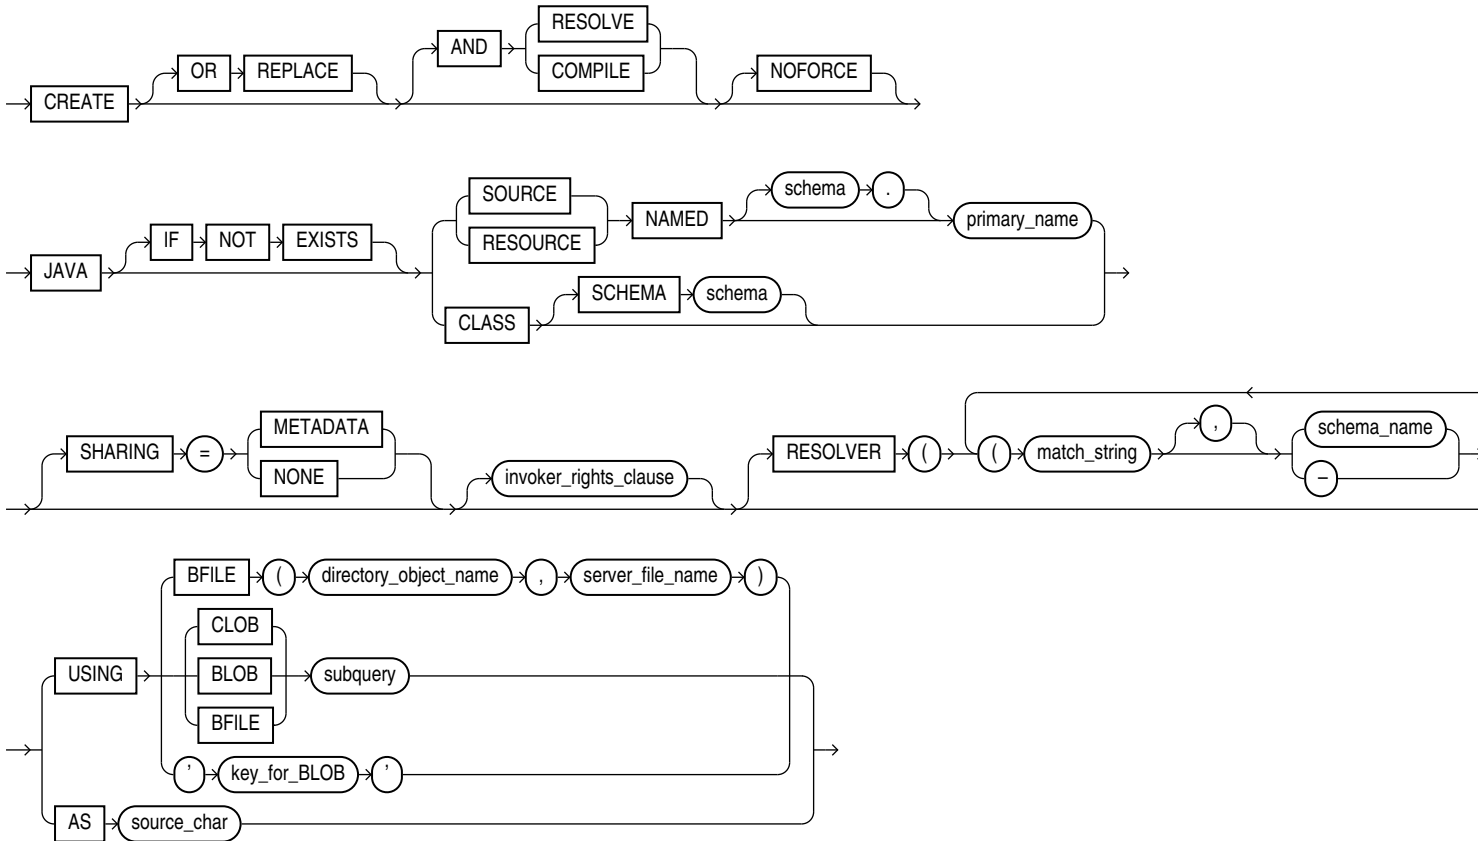 CREATE OR REPLACE AND RESOLVE COMPILE NOFORCE
JAVA IF NOT EXISTS SOURCE RESOURCE NAMED schema . primary_name
CLASS SCHEMA schema
SHARING = METADATA NONE invoker_rights_clause RESOLVER ( ( match_string , schema_name −
USING BFILE ( directory_object_name , server_file_name )
CLOB BLOB BFILE subquery
' key_for_BLOB '
AS source_char